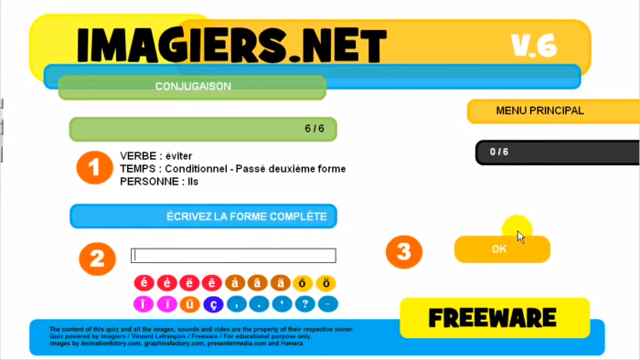 IMAGIERS.NET
V.6
CONJUGAISON
MENU PRINCIPAL
6 / 6
0 / 6
1
VERBE : éviter
TEMPS : Conditionnel - Passé deuxième forme
PERSONNE : Ils
ÉCRIVEZ LA FORME COMPLÈTE
2
3
OK
é è ê ë à â ä ô ö
î ï û ç , . ' ? -
FREEWARE
The content of this quiz and all the images, sounds and video are the property of their respective owner.
Quiz powered by Imagiers / Vincent Lefrançois / Freeware / For educational purpose only.
Images by Animationstory.com, graphicsfactory.com, presentermedia.com and Hemera.